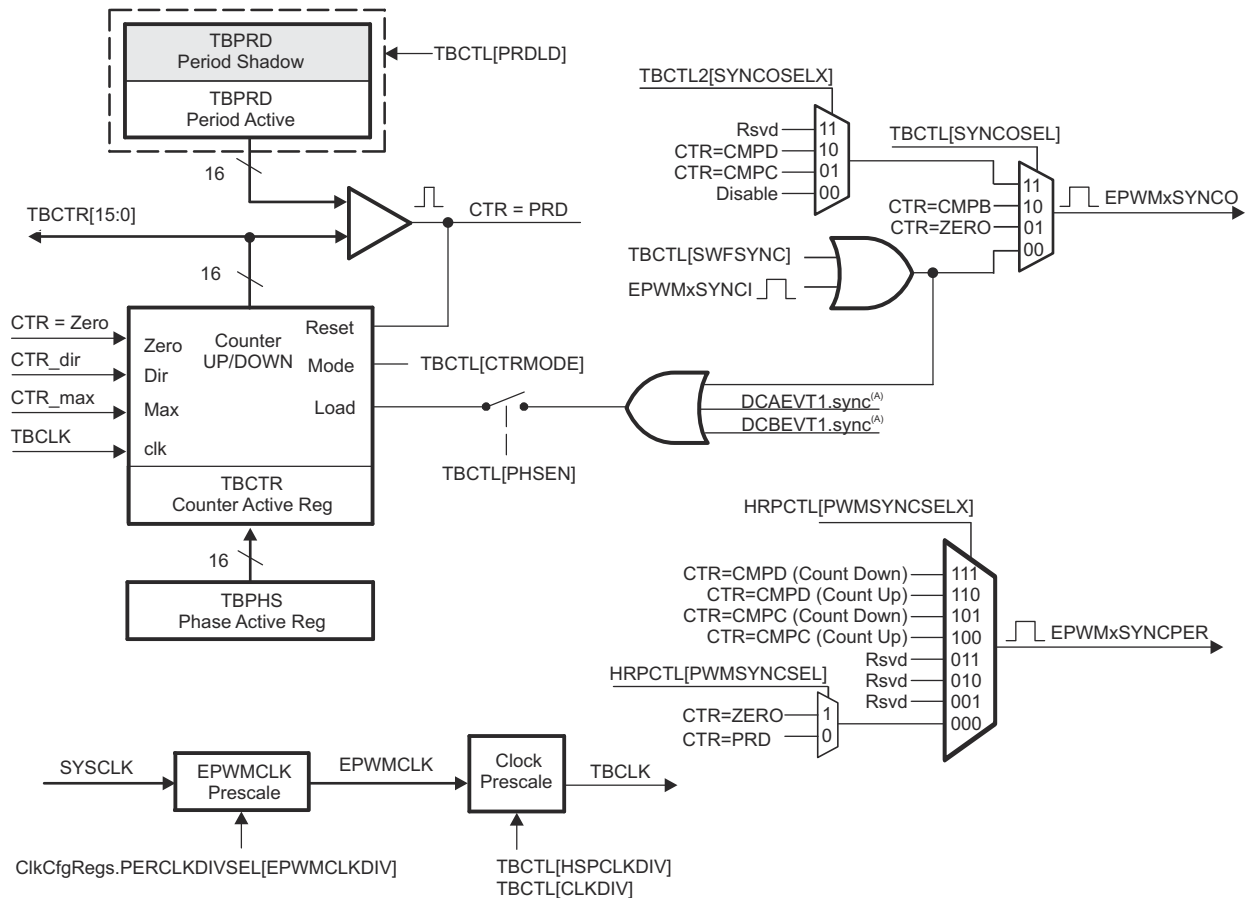 TBPRD
Period Shadow
TBPRD
Period Active
TBCTL[PRDLD]
16
TBCTR[15:0]
CTR = PRD
16
CTR = Zero
CTR_dir
CTR_max
TBCLK
Zero
Dir
Max
clk
Counter
UP/DOWN
Reset
Mode
Load
TBCTL[CTRMODE]
TBCTL[PHSEN]
TBCTR
Counter Active Reg
16
TBPHS
Phase Active Reg
TBCTL2[SYNCOSELX]
Rsvd 11
CTR=CMPD 10
CTR=CMPC 01
Disable 00
TBCTL[SYNCOSEL]
11
CTR=CMPB 10
CTR=ZERO 01
00
EPWMxSYNCO
TBCTL[SWFSYNC]
EPWMxSYNCI
DCAEVT1.sync(A)
DCBEVT1.sync(A)
HRPCTL[PWMSYNCSELX]
CTR=CMPD (Count Down) 111
CTR=CMPD (Count Up) 110
CTR=CMPC (Count Down) 101
CTR=CMPC (Count Up) 100
Rsvd 011
Rsvd 010
Rsvd 001
000
EPWMxSYNCPER
HRPCTL[PWMSYNCSEL]
CTR=ZERO 1
CTR=PRD 0
SYSCLK
EPWMCLK
Prescale
EPWMCLK
Clock
Prescale
TBCLK
ClkCfgRegs.PERCLKDIVSEL[EPWMCLKDIV]
TBCTL[HSPCLKDIV]
TBCTL[CLKDIV]